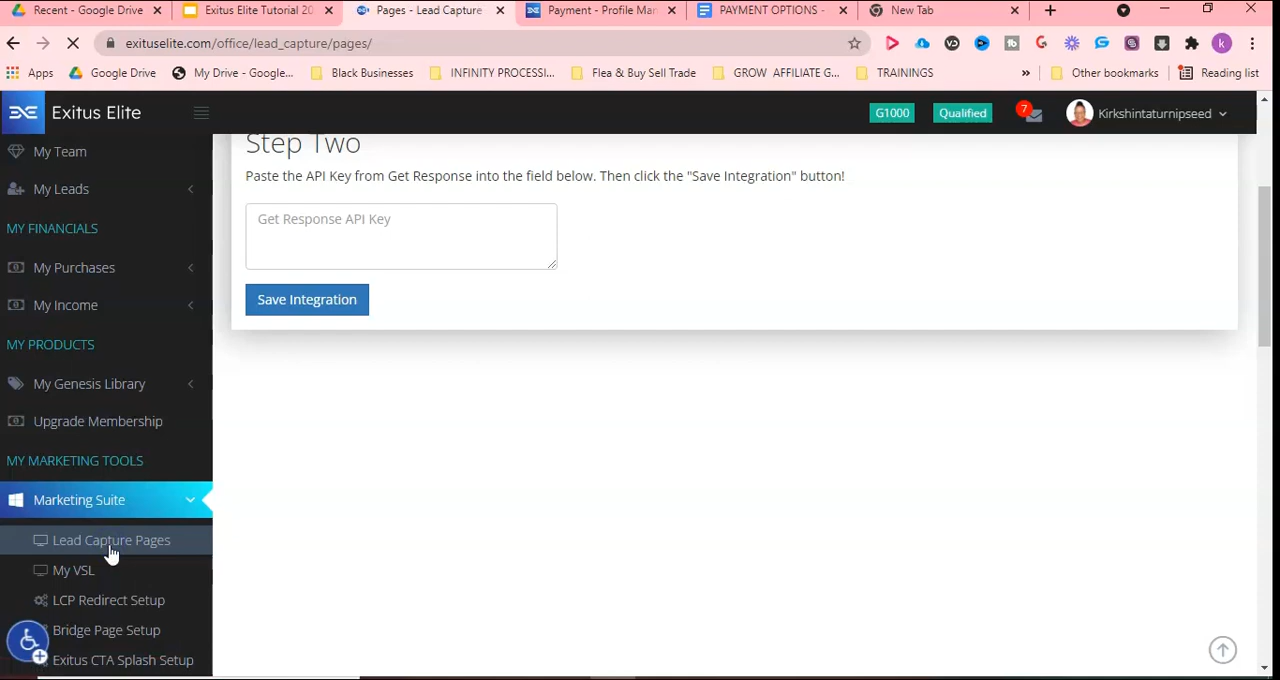 Recent - Google Drive
Exitus Elite Tutorial 20
Pages - Lead Capture
Payment - Profile Mar
PAYMENT OPTIONS -
New Tab
exituselite.com/office/lead_capture/pages/
Apps
Google Drive
My Drive - Google...
Black Businesses
INFINITY PROCESSI...
Flea & Buy Sell Trade
GROW AFFILIATE G...
TRAININGS
»
Other bookmarks
Reading list
Exitus Elite
G1000
Qualified
7
Kirkshintaturnipseed
My Team
My Leads
MY FINANCIALS
My Purchases
My Income
MY PRODUCTS
My Genesis Library
Upgrade Membership
MY MARKETING TOOLS
Marketing Suite
Lead Capture Pages
My VSL
LCP Redirect Setup
Bridge Page Setup
Exitus CTA Splash Setup
Step Two
Paste the API Key from Get Response into the field below. Then click the "Save Integration" button!
Get Response API Key
Save Integration